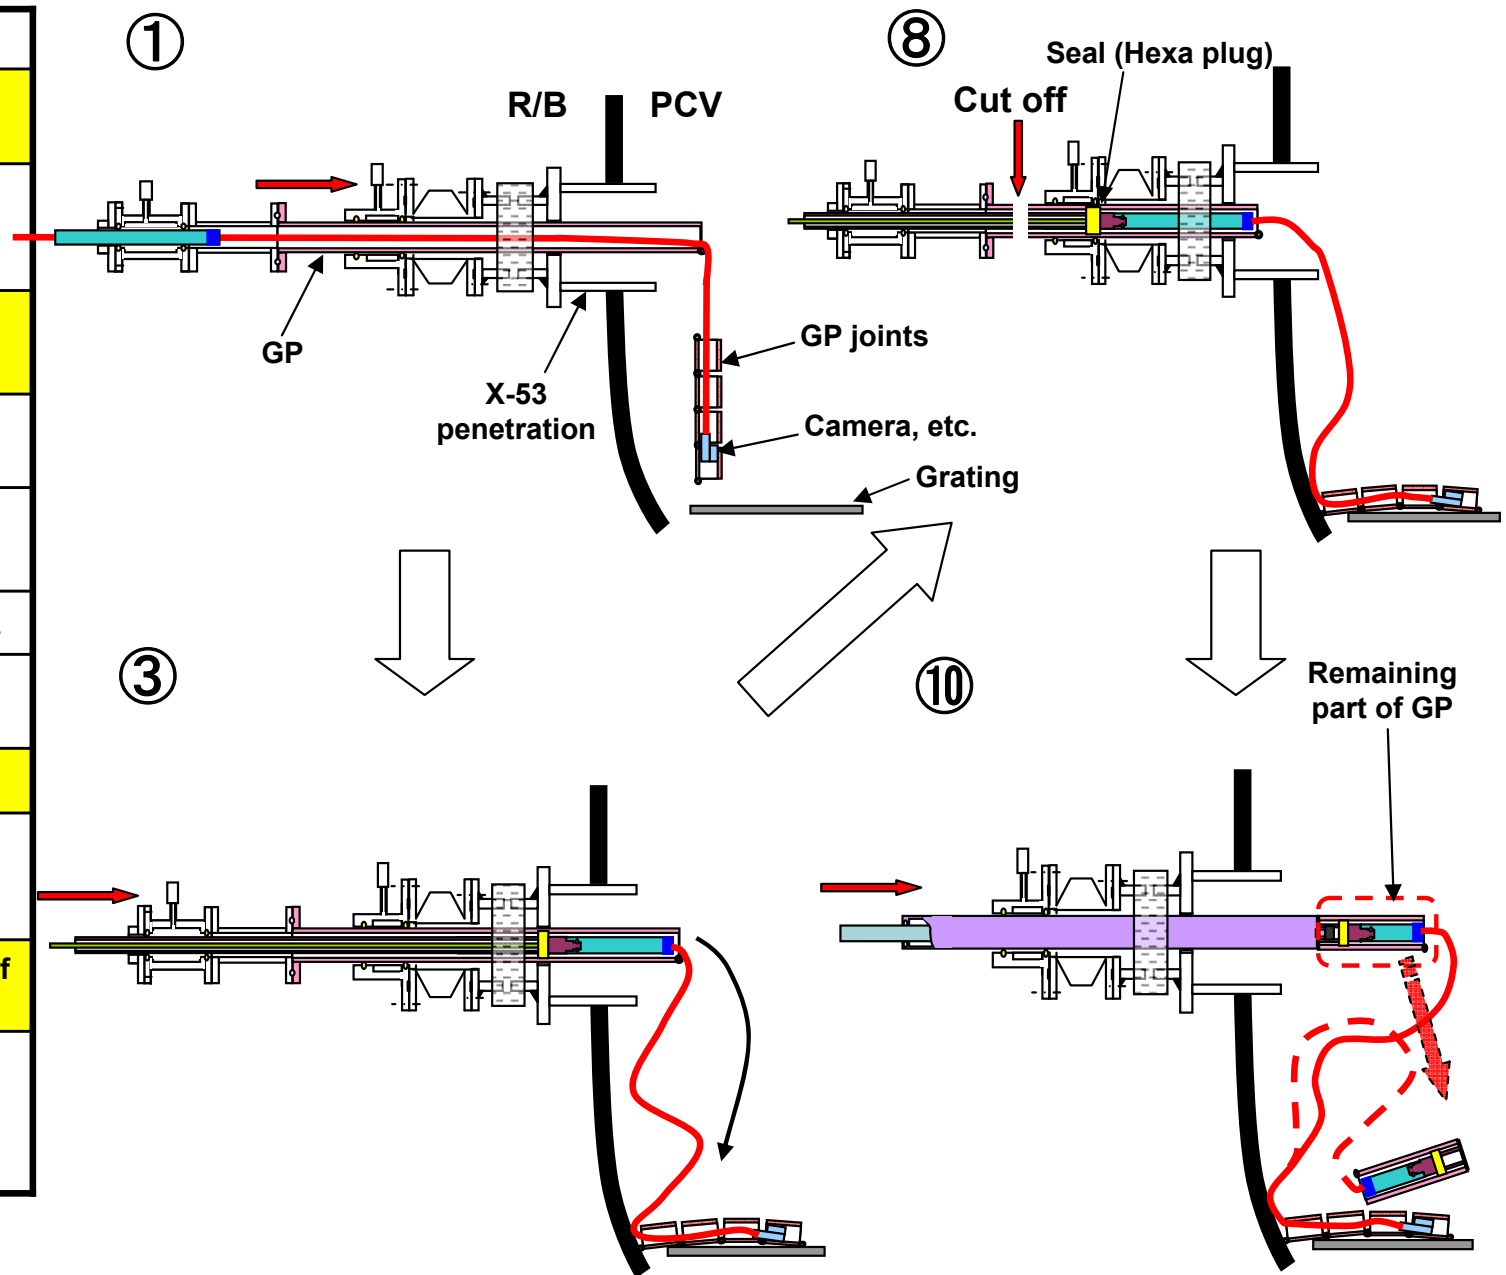 ①
R/B
PCV
GP
X-53
penetration
GP joints
Camera, etc.
Grating
⑧
Seal (Hexa plug)
Cut off
③
⑩
Remaining
part of GP
f